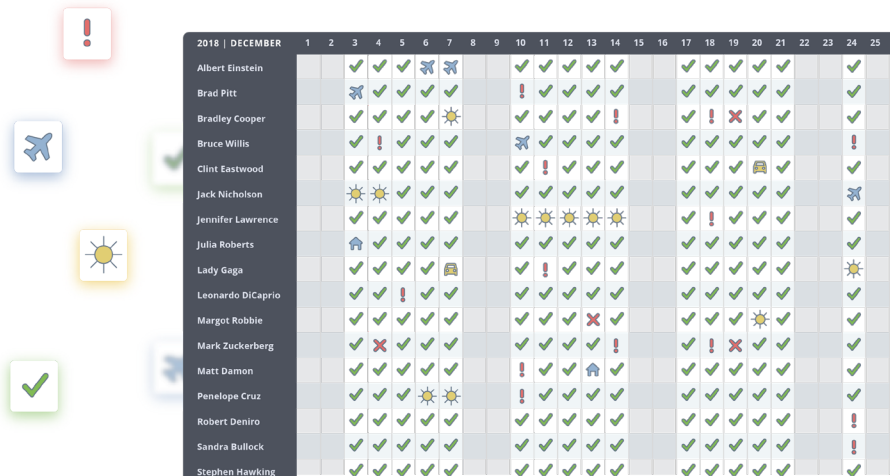 2018 | DECEMBER 1 2 3 4 5 6 7 8 9 10 11 12 13 14 15 16 17 18 19 20 21 22 23 24 25
Albert Einstein
Brad Pitt
Bradley Cooper
Bruce Willis
Clint Eastwood
Jack Nicholson
Jennifer Lawrence
Julia Roberts
Lady Gaga
Leonardo DiCaprio
Margot Robbie
Mark Zuckerberg
Matt Damon
Penelope Cruz
Robert Deniro
Sandra Bullock
Stephen Hawking